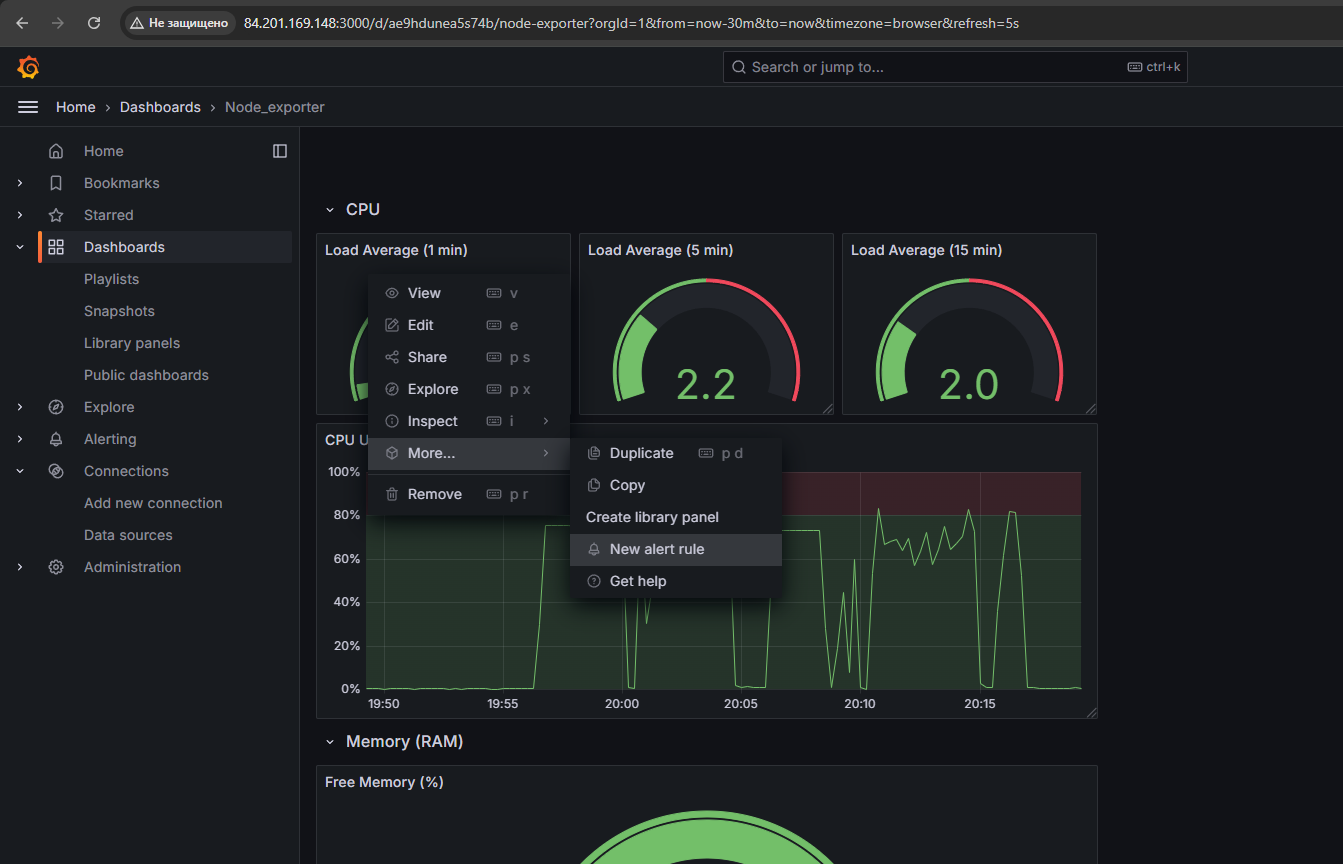 Не защищено 84.201.169.148:3000/d/ae9hdunea5s74b/node-exporter?orgId=1&from=now-30m&to=now&timezone=browser&refresh=5s
Search or jump to... ctrl+k
Home › Dashboards › Node_exporter
Home
Bookmarks
Starred
Dashboards
Playlists
Snapshots
Library panels
Public dashboards
Explore
Alerting
Connections
Add new connection
Data sources
Administration
CPU
Load Average (1 min)
Load Average (5 min)
2.2
Load Average (15 min)
2.0
View v
Edit e
Share p s
Explore p x
Inspect i
More...
Remove p r
Duplicate p d
Copy
Create library panel
New alert rule
Get help
CPU U
100%
80%
60%
40%
20%
0%
19:50 19:55 20:00 20:05 20:10 20:15
Memory (RAM)
Free Memory (%)